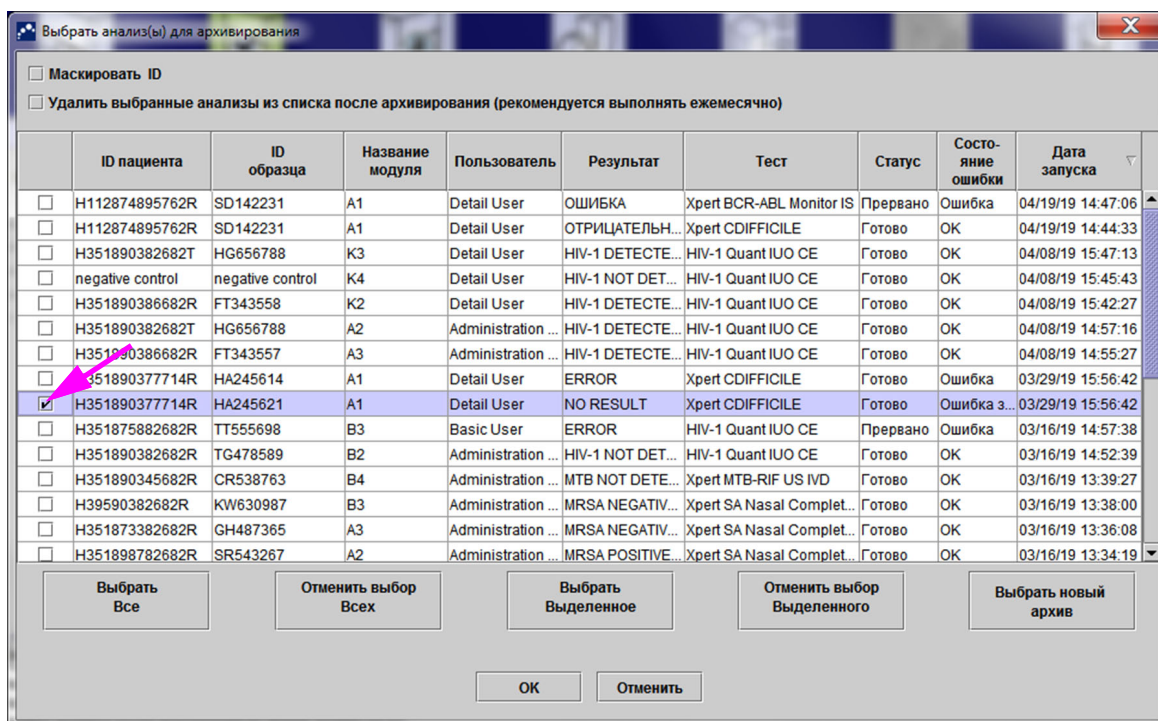 Выбрать анализ(ы) для архивирования
Маскировать ID
Удалить выбранные анализы из списка после архивирования (рекомендуется выполнять ежемесячно)
ID пациента ID образца Название модуля Пользователь Результат Тест Статус Состо-яние ошибки Дата запуска
H112874895762R SD142231 A1 Detail User ОШИБКА Xpert BCR-ABL Monitor IS Прервано Ошибка 04/19/19 14:47:06
H112874895762R SD142231 A1 Detail User ОТРИЦАТЕЛЬН... Xpert CDIFFICILE Готово OK 04/19/19 14:44:33
H351890382682T HG656788 K3 Detail User HIV-1 DETECTE... HIV-1 Quant IUO CE Готово OK 04/08/19 15:47:13
negative control negative control K4 Detail User HIV-1 NOT DET... HIV-1 Quant IUO CE Готово OK 04/08/19 15:45:43
H351890386682R FT343558 K2 Detail User HIV-1 DETECTE... HIV-1 Quant IUO CE Готово OK 04/08/19 15:42:27
H351890382682T HG656788 A2 Administration ... HIV-1 DETECTE... HIV-1 Quant IUO CE Готово OK 04/08/19 14:57:16
H351890386682R FT343557 A3 Administration ... HIV-1 DETECTE... HIV-1 Quant IUO CE Готово OK 04/08/19 14:55:27
H351890377714R HA245614 A1 Detail User ERROR Xpert CDIFFICILE Готово Ошибка 03/29/19 15:56:42
H351890377714R HA245621 A1 Detail User NO RESULT Xpert CDIFFICILE Готово Ошибка з... 03/29/19 15:56:42
H351875882682R TT555698 B3 Basic User ERROR HIV-1 Quant IUO CE Прервано Ошибка 03/16/19 14:57:38
H351890382682R TG478589 B2 Administration ... HIV-1 NOT DET... HIV-1 Quant IUO CE Готово OK 03/16/19 14:52:39
H351890345682R CR538763 B4 Administration ... MTB NOT DETE... Xpert MTB-RIF US IVD Готово OK 03/16/19 13:39:27
H39590382682R KW630987 B3 Administration ... MRSA NEGATIV... Xpert SA Nasal Complet... Готово OK 03/16/19 13:38:00
H351873382682R GH487365 A3 Administration ... MRSA NEGATIV... Xpert SA Nasal Complet... Готово OK 03/16/19 13:36:08
H351898782682R SR543267 A2 Administration ... MRSA POSITIVE... Xpert SA Nasal Complet... Готово OK 03/16/19 13:34:19
Выбрать Все Отменить выбор Всех Выбрать Выделенное Отменить выбор Выделенного Выбрать новый архив
OK Отменить